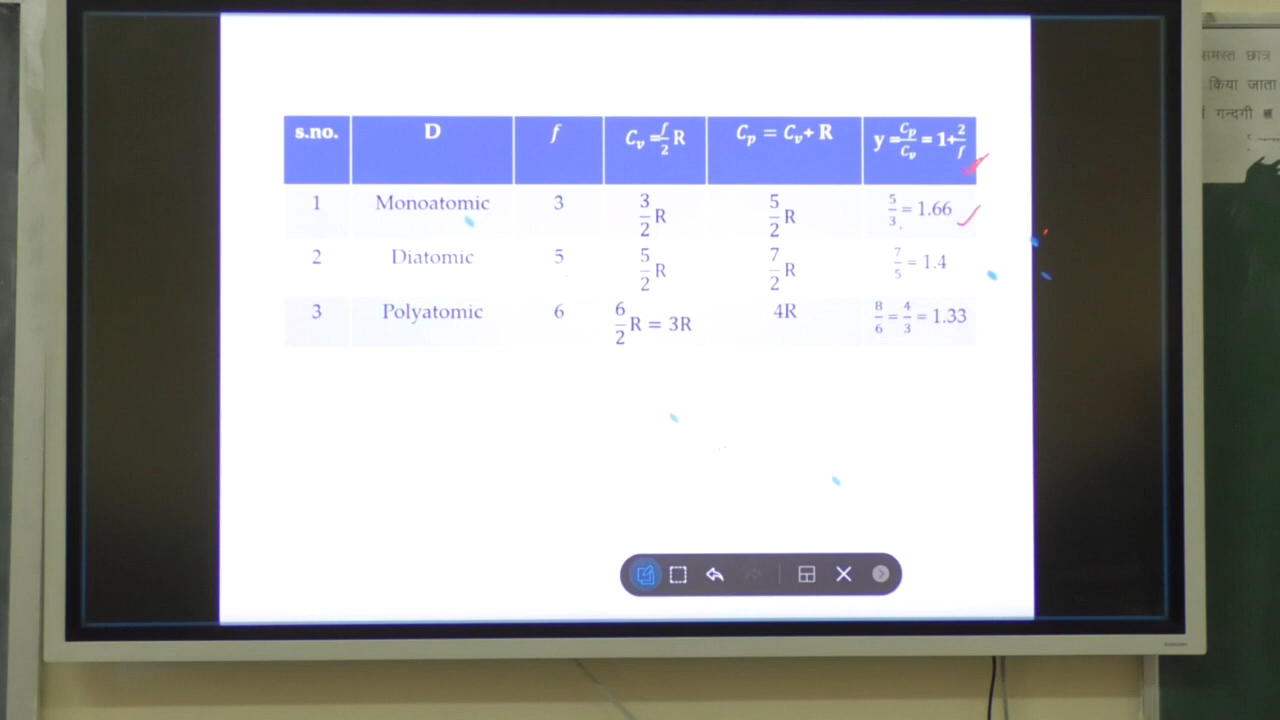 s.no. D f Cᵥ = f/2 R Cₚ = Cᵥ + R y = Cₚ/Cᵥ = 1+ 2/f
1 Monoatomic 3 3/2 R 5/2 R 5/3 = 1.66
2 Diatomic 5 5/2 R 7/2 R 7/5 = 1.4
3 Polyatomic 6 6/2 R = 3R 4R 8/6 = 4/3 = 1.33
समस्त छात्र
किया जाता
गन्दगी